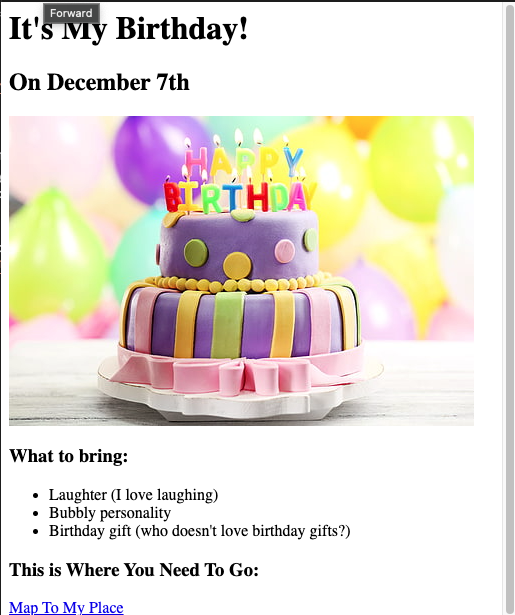 Forward
It's My Birthday!
On December 7th
HAPPY
BIRTHDAY
What to bring:
Laughter (I love laughing)
Bubbly personality
Birthday gift (who doesn't love birthday gifts?)
This is Where You Need To Go:
Map To My Place